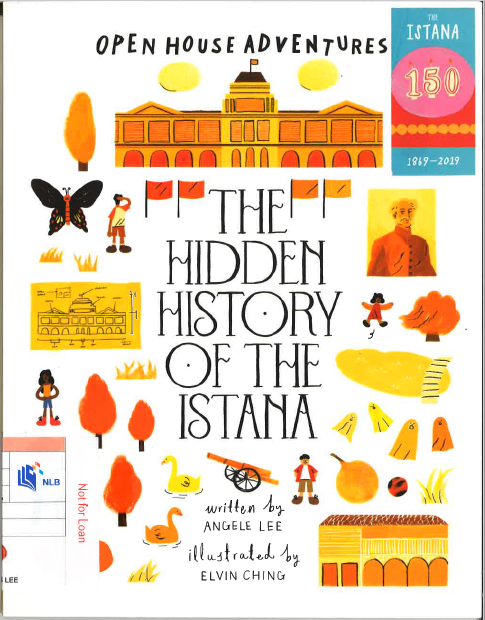 OPEN HOUSE ADVENTURES
THE
ISTANA
150
1869–2019
THE
HIDDEN
HISTORY
OF THE
ISTANA
NLB
Not for Loan
written by
ANGELE LEE
illustrated by
ELVIN CHING
LEE